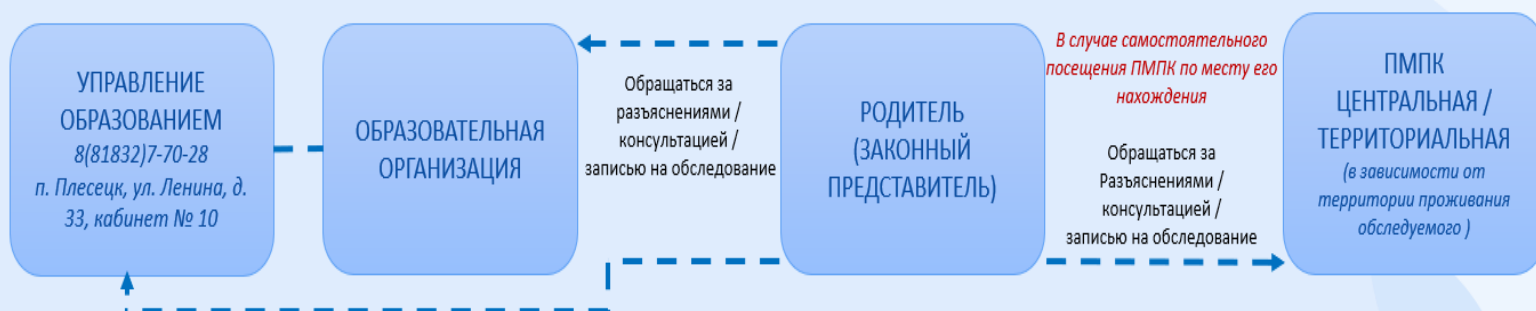 УПРАВЛЕНИЕ
ОБРАЗОВАНИЕМ
8(81832)7-70-28
п. Плесецк, ул. Ленина, д.
33, кабинет № 10
ОБРАЗОВАТЕЛЬНАЯ
ОРГАНИЗАЦИЯ
Обращаться за
разъяснениями /
консультацией /
записью на обследование
РОДИТЕЛЬ
(ЗАКОННЫЙ
ПРЕДСТАВИТЕЛЬ)
В случае самостоятельного
посещения ПМПК по месту его
нахождения
Обращаться за
Разъяснениями /
консультацией /
записью на обследование
ПМПК
ЦЕНТРАЛЬНАЯ /
ТЕРРИТОРИАЛЬНАЯ
(в зависимости от
территории проживания
обследуемого )